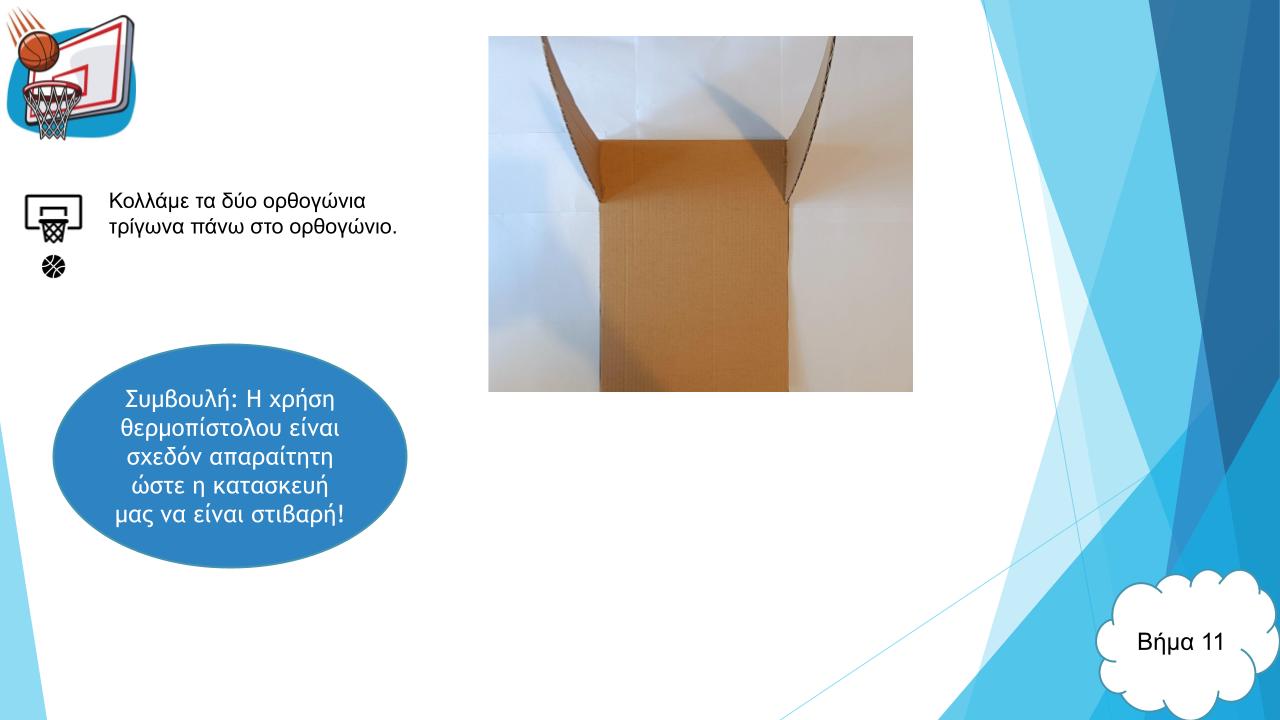 Κολλάμε τα δύο ορθογώνια
τρίγωνα πάνω στο ορθογώνιο.
Συμβουλή: Η χρήση
θερμοπίστολου είναι
σχεδόν απαραίτητη
ώστε η κατασκευή
μας να είναι στιβαρή!
Βήμα 11